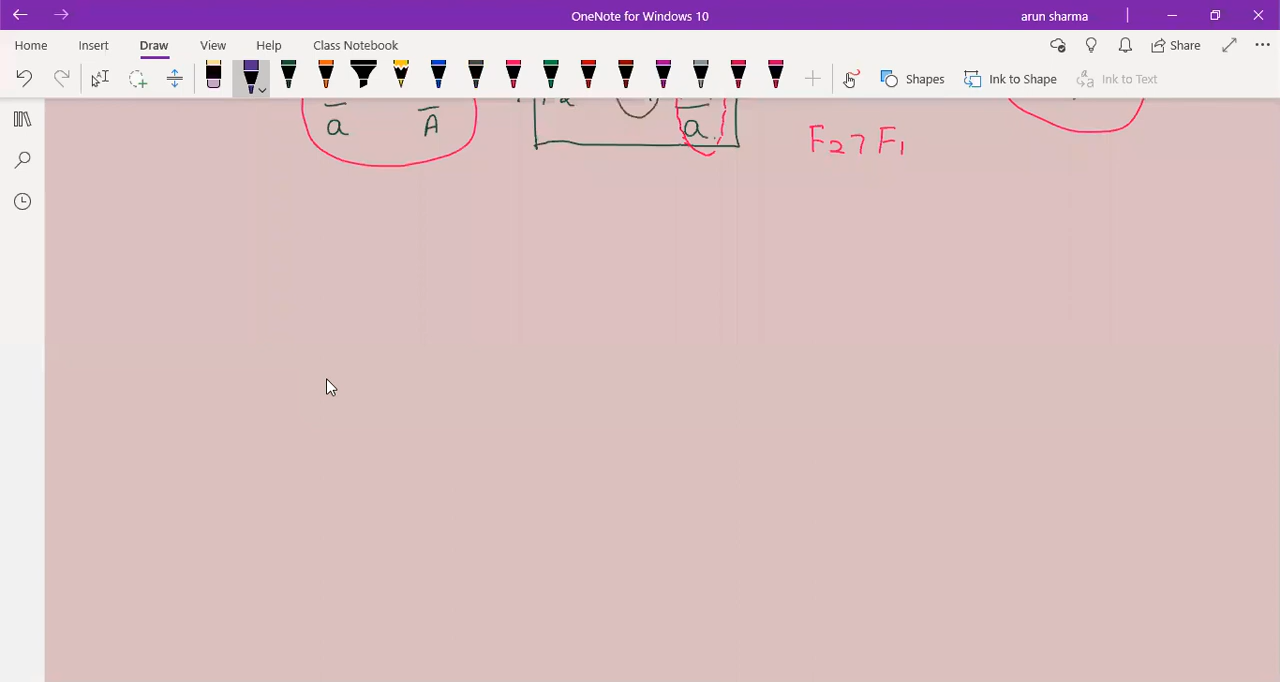 OneNote for Windows 10
arun sharma
Home Insert Draw View Help Class Notebook
Share
Shapes Ink to Shape Ink to Text
a A
a
F2 > F1